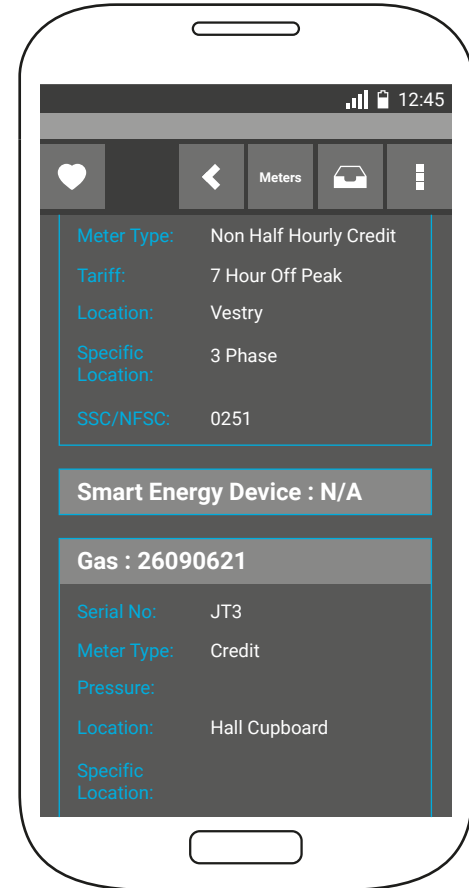 12:45
Meters
Meter Type: Non Half Hourly Credit
Tariff: 7 Hour Off Peak
Location: Vestry
Specific Location: 3 Phase
SSC/NFSC: 0251
Smart Energy Device : N/A
Gas : 26090621
Serial No: JT3
Meter Type: Credit
Pressure:
Location: Hall Cupboard
Specific
Location: